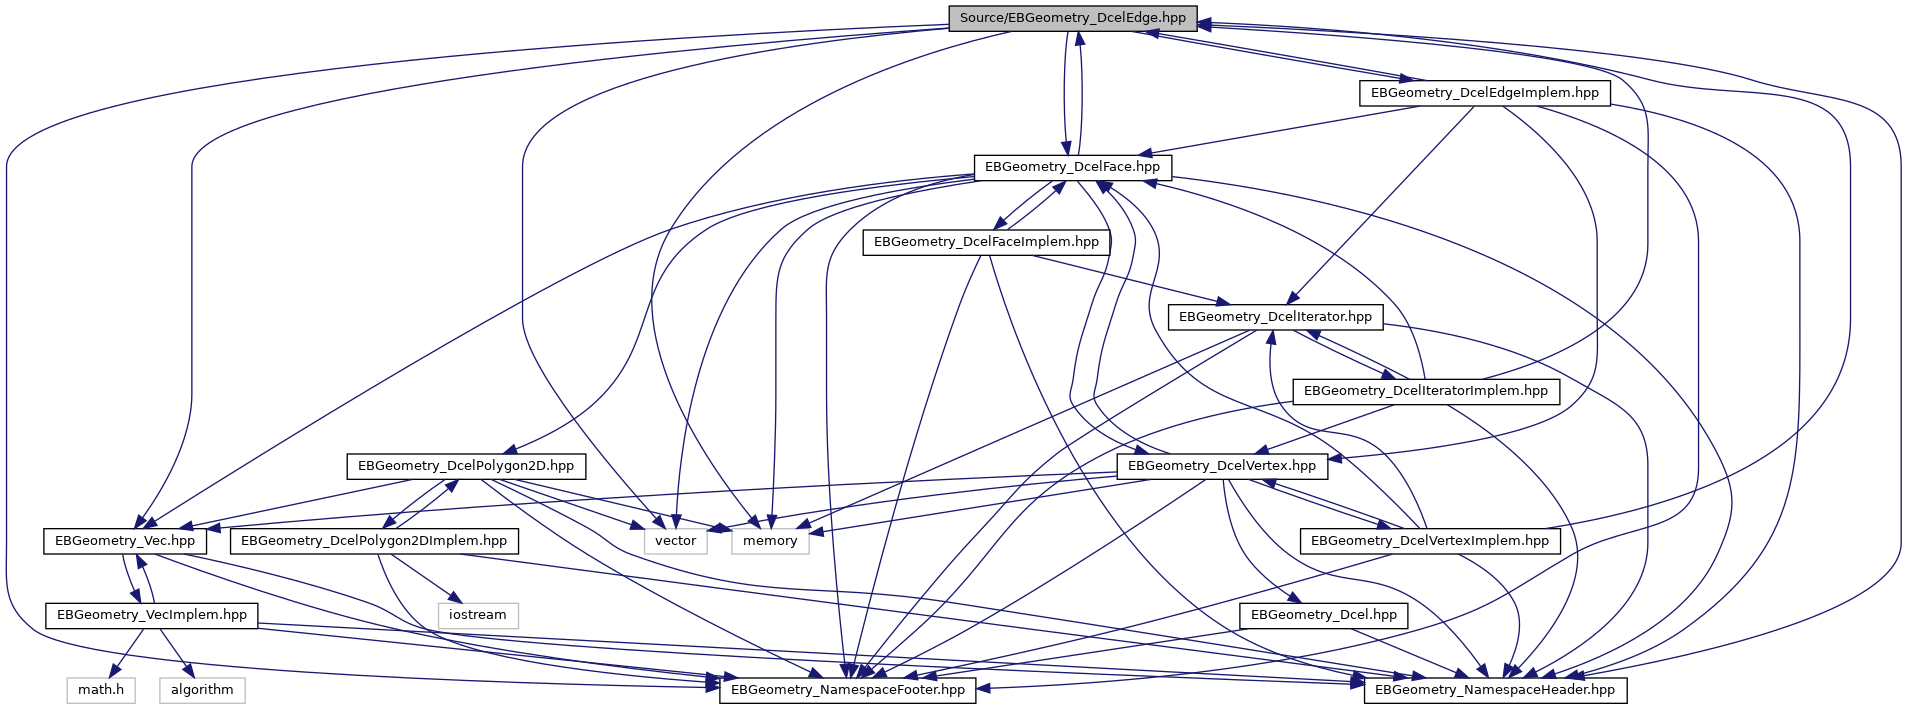 Source/EBGeometry_DcelEdge.hpp
EBGeometry_DcelEdgeImplem.hpp
EBGeometry_DcelFace.hpp
EBGeometry_DcelFaceImplem.hpp
EBGeometry_DcelIterator.hpp
EBGeometry_DcelIteratorImplem.hpp
EBGeometry_DcelPolygon2D.hpp
EBGeometry_DcelVertex.hpp
EBGeometry_Vec.hpp
EBGeometry_DcelPolygon2DImplem.hpp
vector
memory
EBGeometry_DcelVertexImplem.hpp
EBGeometry_VecImplem.hpp
iostream
EBGeometry_Dcel.hpp
math.h
algorithm
EBGeometry_NamespaceFooter.hpp
EBGeometry_NamespaceHeader.hpp